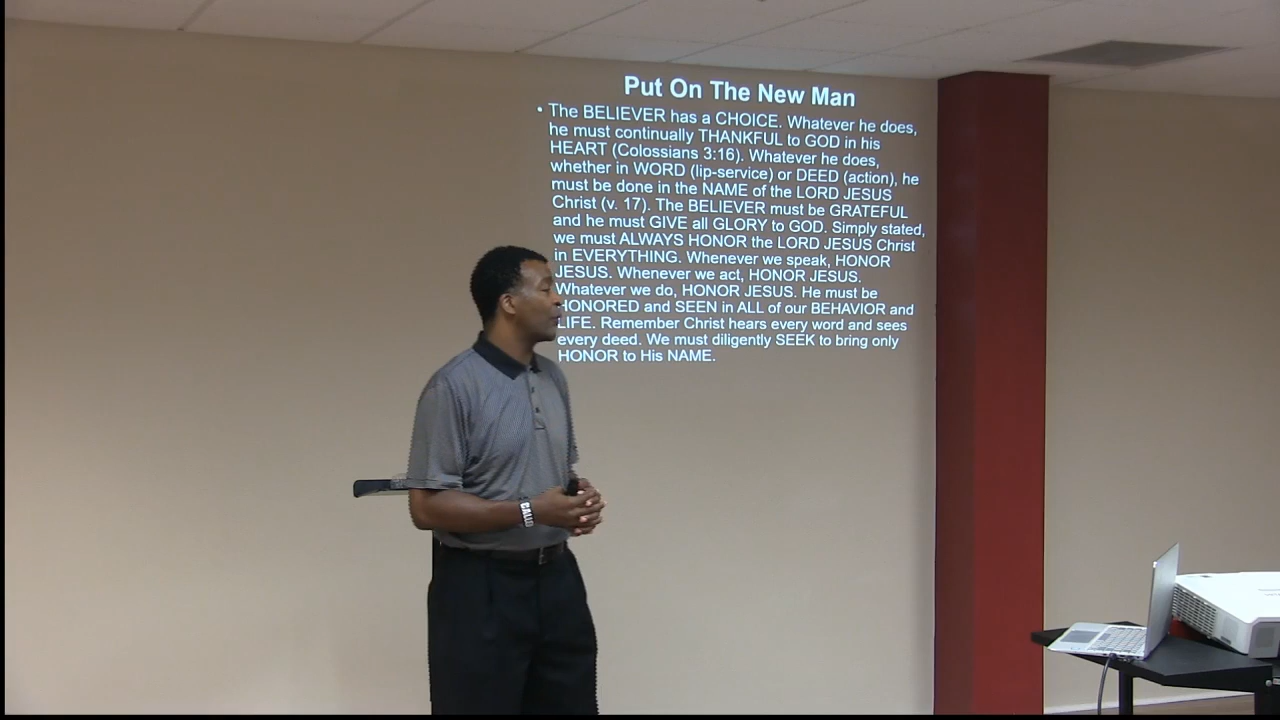 Put On The New Man
• The BELIEVER has a CHOICE. Whatever he does,
he must continually THANKFUL to GOD in his
HEART (Colossians 3:16). Whatever he does,
whether in WORD (lip-service) or DEED (action), he
must be done in the NAME of the LORD JESUS
Christ (v. 17). The BELIEVER must be GRATEFUL
and he must GIVE all GLORY to GOD. Simply stated,
we must ALWAYS HONOR the LORD JESUS Christ
in EVERYTHING. Whenever we speak, HONOR
JESUS. Whenever we act, HONOR JESUS.
Whatever we do, HONOR JESUS. He must be
HONORED and SEEN in ALL of our BEHAVIOR and
LIFE. Remember Christ hears every word and sees
every deed. We must diligently SEEK to bring only
HONOR to His NAME.